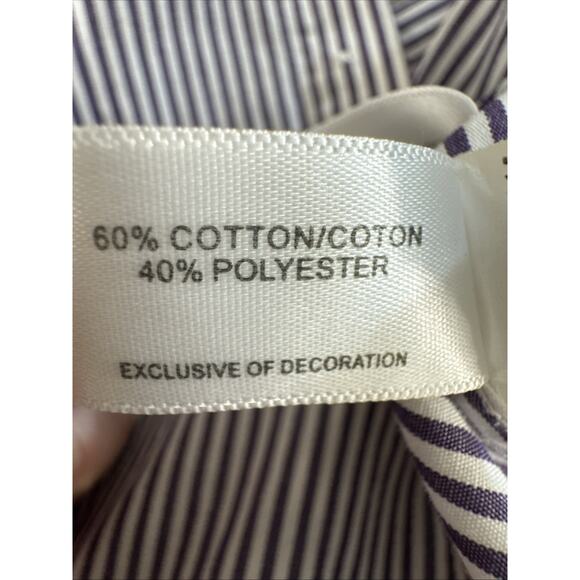 60% COTTON/COTON
40% POLYESTER
EXCLUSIVE OF DECORATION